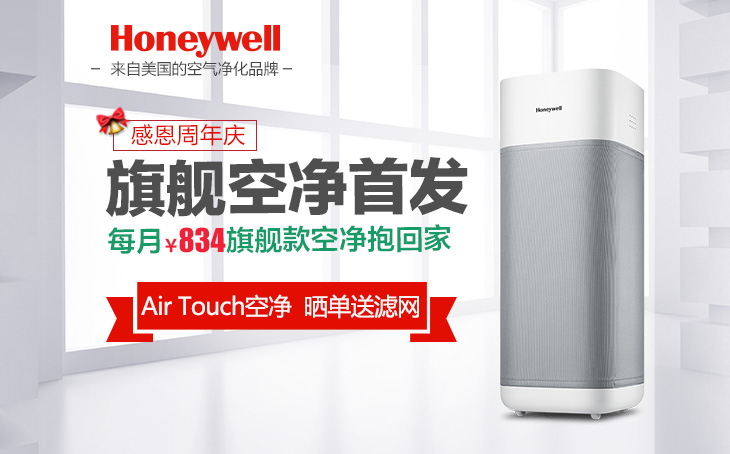 Honeywell
— 来自美国的空气净化品牌 —
感恩周年庆
旗舰空净首发
每月¥834旗舰款空净抱回家
Air Touch空净 晒单送滤网
Honeywell